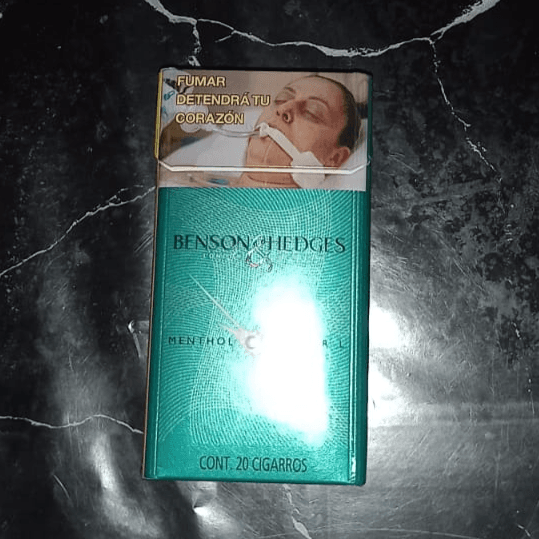 FUMAR
DETENDRÁ TU
CORAZÓN
BENSON & HEDGES
MENTHOL
CONT. 20 CIGARROS